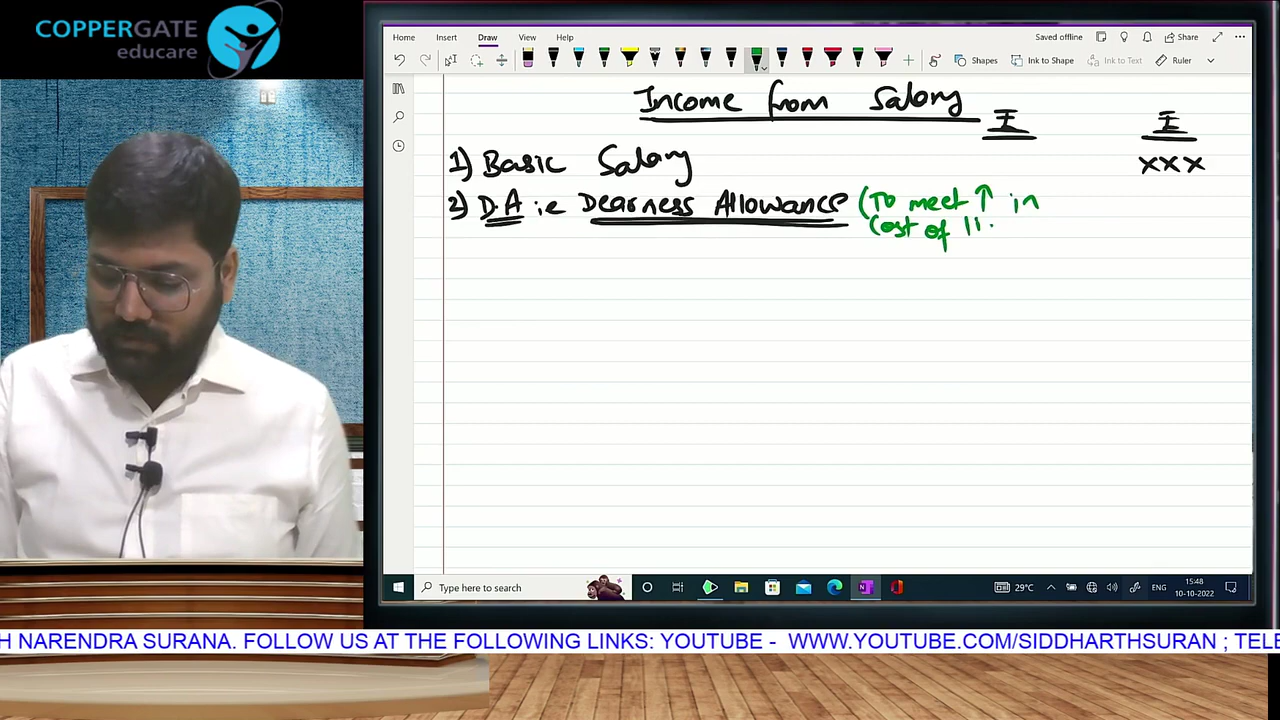 COPPERGATE
educare
Home Insert Draw View Help
Saved offline
Share
Shapes
Ink to Shape
Ink to Text
Ruler
Income from Salary
₹ ₹
1) Basic Salary xxx
2) D.A ie Dearness Allowance (To meet ↑ in
Cost of
Type here to search
29°C
ENG
15:48
10-10-2022
H NARENDRA SURANA. FOLLOW US AT THE FOLLOWING LINKS: YOUTUBE - WWW.YOUTUBE.COM/SIDDHARTHSURAN ; TELE